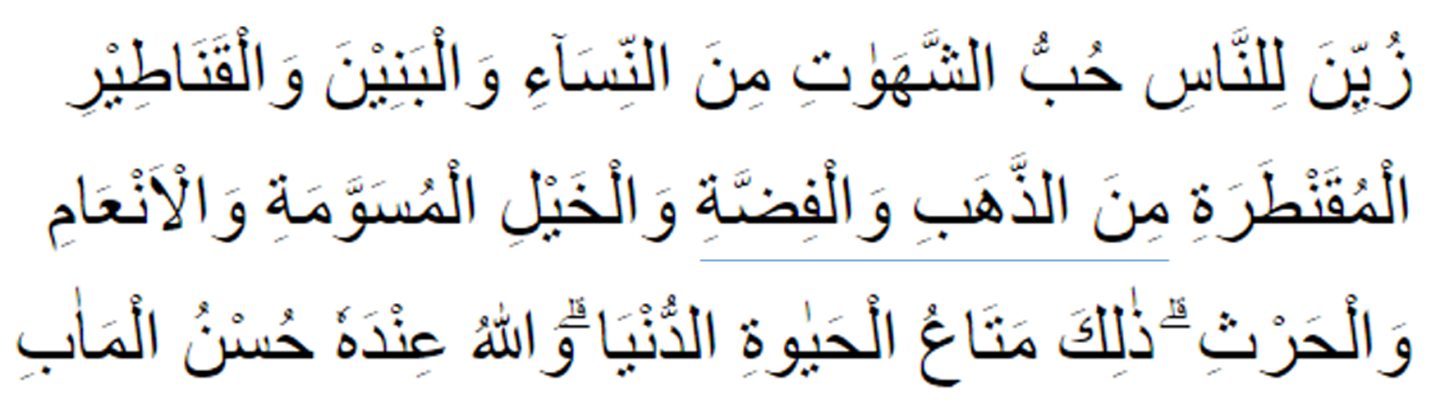 زُيِّنَ لِلنَّاسِ حُبُّ الشَّهَوٰتِ مِنَ النِّسَآءِ وَالْبَنِيْنَ وَالْقَنَاطِيْرِ
الْمُقَنْطَرَةِ مِنَ الذَّهَبِ وَالْفِضَّةِ وَالْخَيْلِ الْمُسَوَّمَةِ وَالْاَنْعَامِ
وَالْحَرْثِ ۗ ذٰلِكَ مَتَاعُ الْحَيٰوةِ الدُّنْيَا ۗوَاللهُ عِنْدَهٗ حُسْنُ الْمَاٰبِ